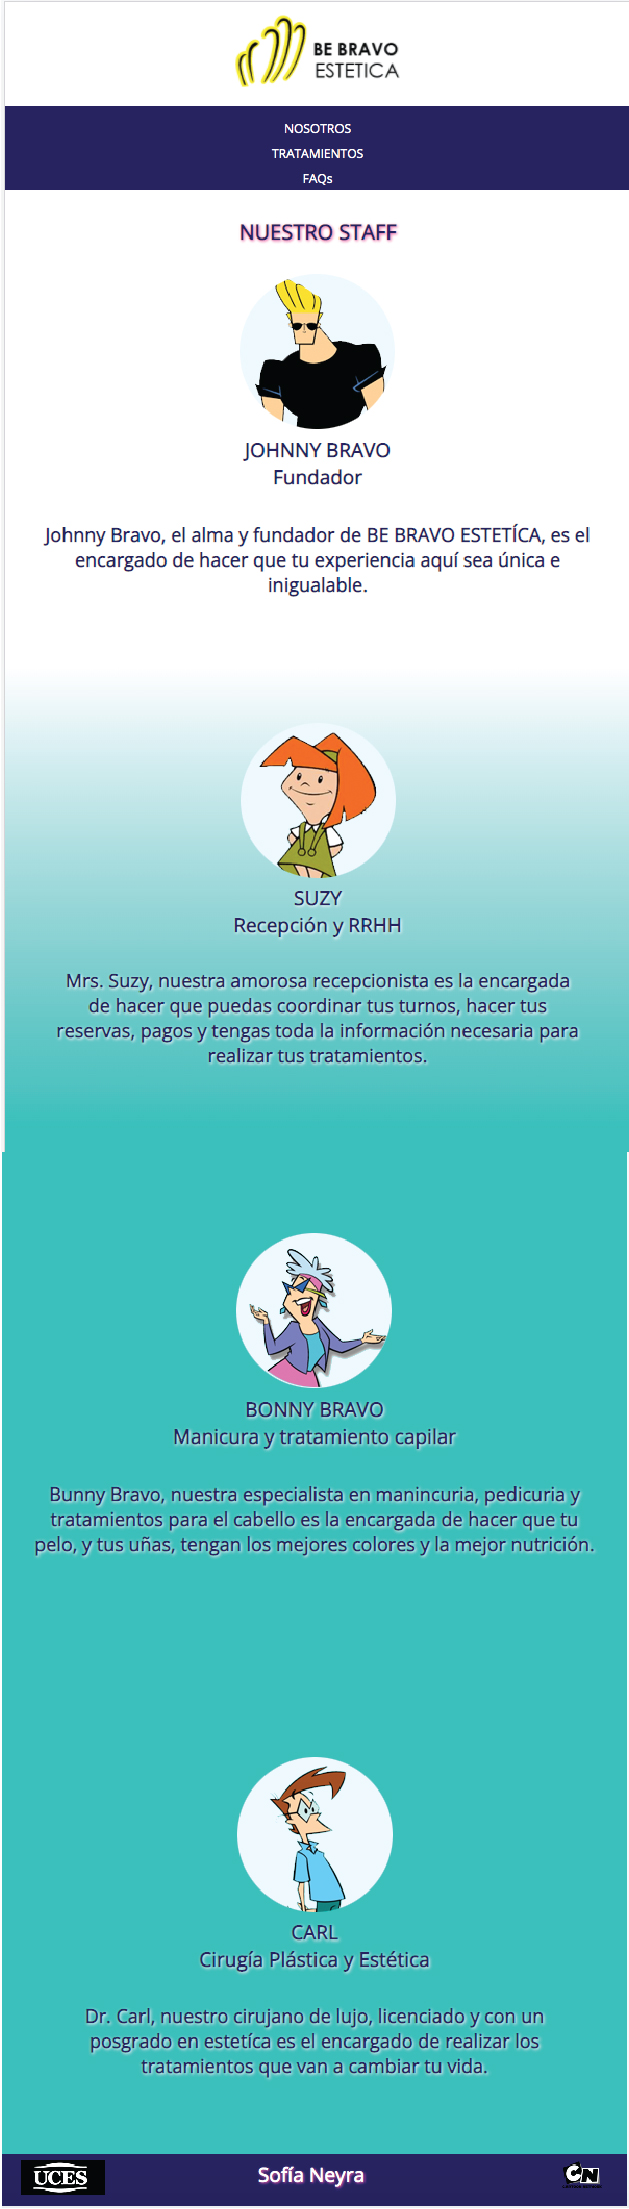 BE BRAVO
ESTETICA
NOSOTROS
TRATAMIENTOS
FAQs
NUESTRO STAFF
JOHNNY BRAVO
Fundador
Johnny Bravo, el alma y fundador de BE BRAVO ESTETÍCA, es el
encargado de hacer que tu experiencia aquí sea única e
inigualable.
SUZY
Recepción y RRHH
Mrs. Suzy, nuestra amorosa recepcionista es la encargada
de hacer que puedas coordinar tus turnos, hacer tus
reservas, pagos y tengas toda la información necesaria para
realizar tus tratamientos.
BONNY BRAVO
Manicura y tratamiento capilar
Bunny Bravo, nuestra especialista en manincuria, pedicuria y
tratamientos para el cabello es la encargada de hacer que tu
pelo, y tus uñas, tengan los mejores colores y la mejor nutrición.
CARL
Cirugía Plástica y Estética
Dr. Carl, nuestro cirujano de lujo, licenciado y con un
posgrado en estetíca es el encargado de realizar los
tratamientos que van a cambiar tu vida.
UCES
Sofía Neyra
CN